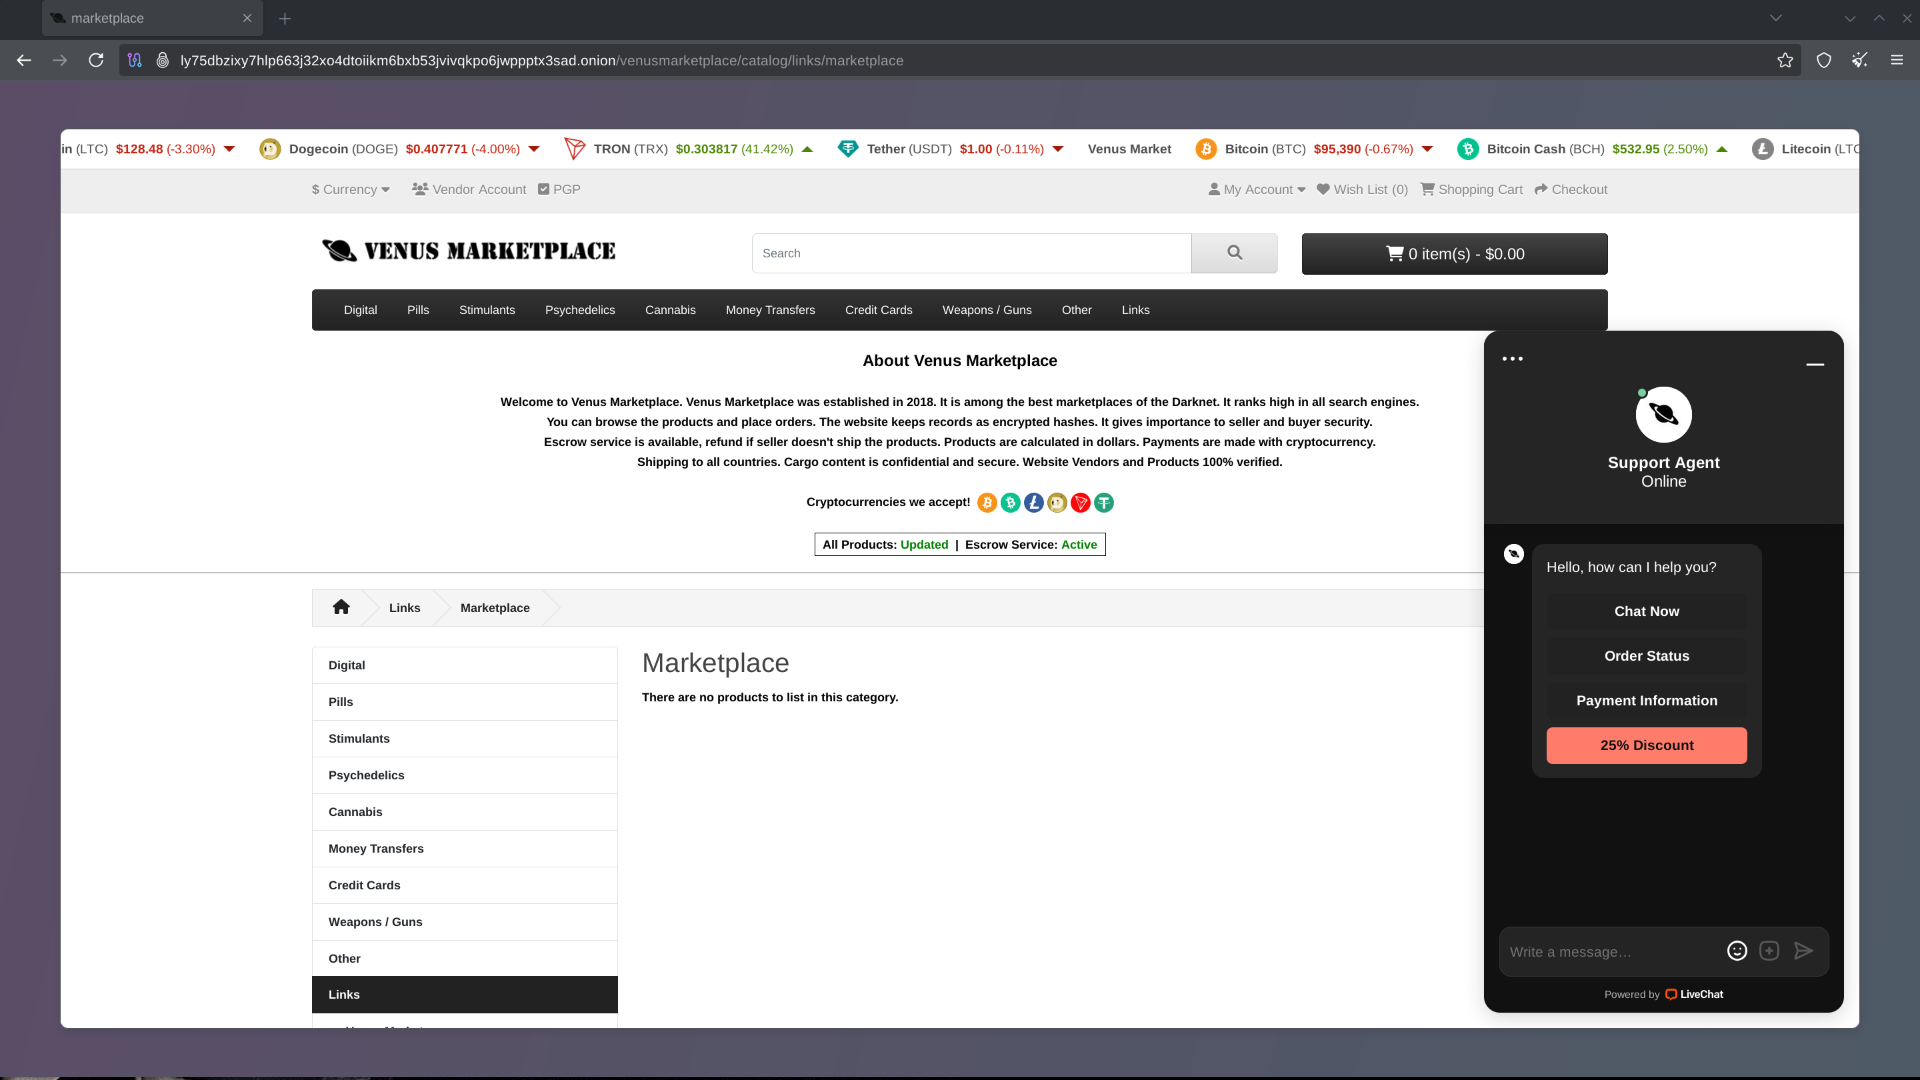 marketplace
ly75dbzixy7hlp663j32xo4dtoiikm6bxb53jvivqkpo6jwppptx3sad.onion/venusmarketplace/catalog/links/marketplace
in (LTC) $128.48 (-3.30%) Dogecoin (DOGE) $0.407771 (-4.00%) TRON (TRX) $0.303817 (41.42%) Tether (USDT) $1.00 (-0.11%) Venus Market Bitcoin (BTC) $95,390 (-0.67%) Bitcoin Cash (BCH) $532.95 (2.50%) Litecoin (LTC
$ Currency Vendor Account PGP My Account Wish List (0) Shopping Cart Checkout
VENUS MARKETPLACE
Search
0 item(s) - $0.00
Digital Pills Stimulants Psychedelics Cannabis Money Transfers Credit Cards Weapons / Guns Other Links
About Venus Marketplace
Welcome to Venus Marketplace. Venus Marketplace was established in 2018. It is among the best marketplaces of the Darknet. It ranks high in all search engines.
You can browse the products and place orders. The website keeps records as encrypted hashes. It gives importance to seller and buyer security.
Escrow service is available, refund if seller doesn't ship the products. Products are calculated in dollars. Payments are made with cryptocurrency.
Shipping to all countries. Cargo content is confidential and secure. Website Vendors and Products 100% verified.
Cryptocurrencies we accept!
All Products: Updated | Escrow Service: Active
Links Marketplace
Digital
Pills
Stimulants
Psychedelics
Cannabis
Money Transfers
Credit Cards
Weapons / Guns
Other
Links
Marketplace
There are no products to list in this category.
Support Agent
Online
Hello, how can I help you?
Chat Now
Order Status
Payment Information
25% Discount
Write a message...
Powered by LiveChat